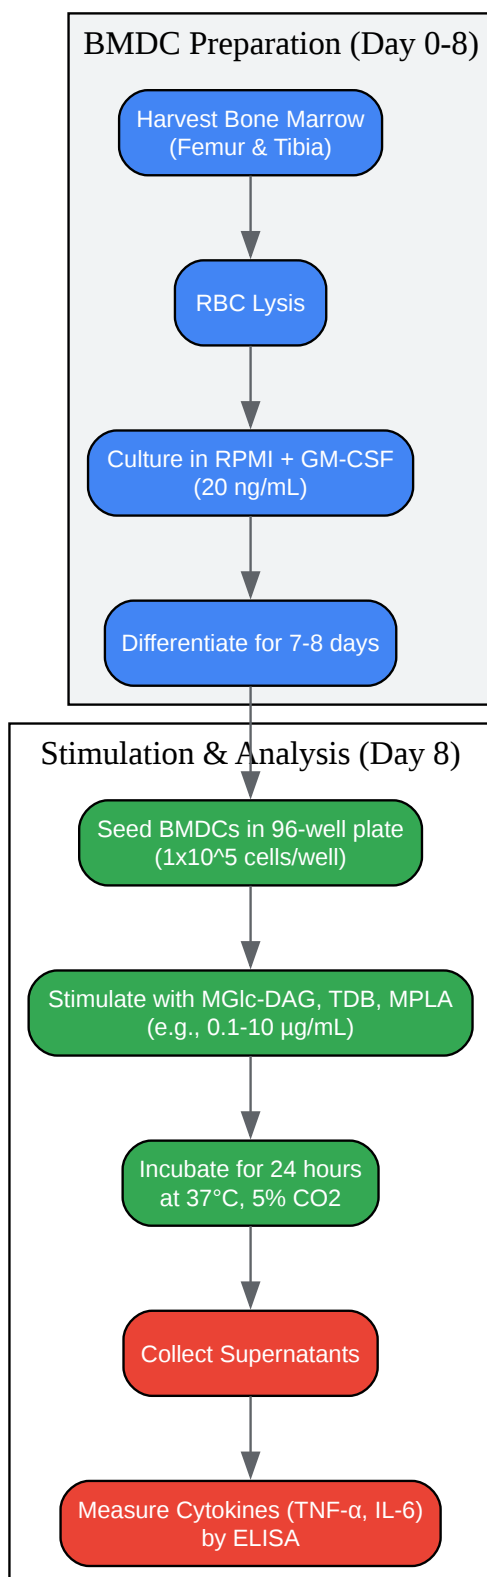 BMDC Preparation (Day 0-8)
Harvest Bone Marrow
(Femur & Tibia)
RBC Lysis
Culture in RPMI + GM-CSF
(20 ng/mL)
Differentiate for 7-8 days
Stimulation & Analysis (Day 8)
Seed BMDCs in 96-well plate
(1x10^5 cells/well)
Stimulate with MGlc-DAG, TDB, MPLA
(e.g., 0.1-10 µg/mL)
Incubate for 24 hours
at 37°C, 5% CO2
Collect Supernatants
Measure Cytokines (TNF-α, IL-6)
by ELISA